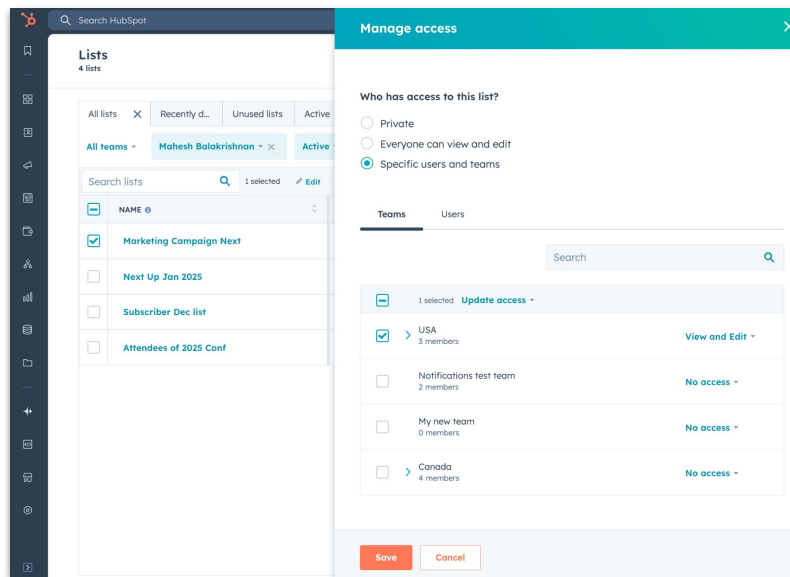 Search HubSpot
Lists
4 lists
All lists
Recently d...
Unused lists
Active
All teams
Mahesh Balakrishnan
Active
Search lists
1 selected
Edit
NAME
Marketing Campaign Next
Next Up Jan 2025
Subscriber Dec list
Attendees of 2025 Conf
Manage access
Who has access to this list?
Private
Everyone can view and edit
Specific users and teams
Teams
Users
Search
1 selected Update access
USA
3 members
View and Edit
Notifications test team
2 members
No access
My new team
0 members
No access
Canada
4 members
No access
Save
Cancel